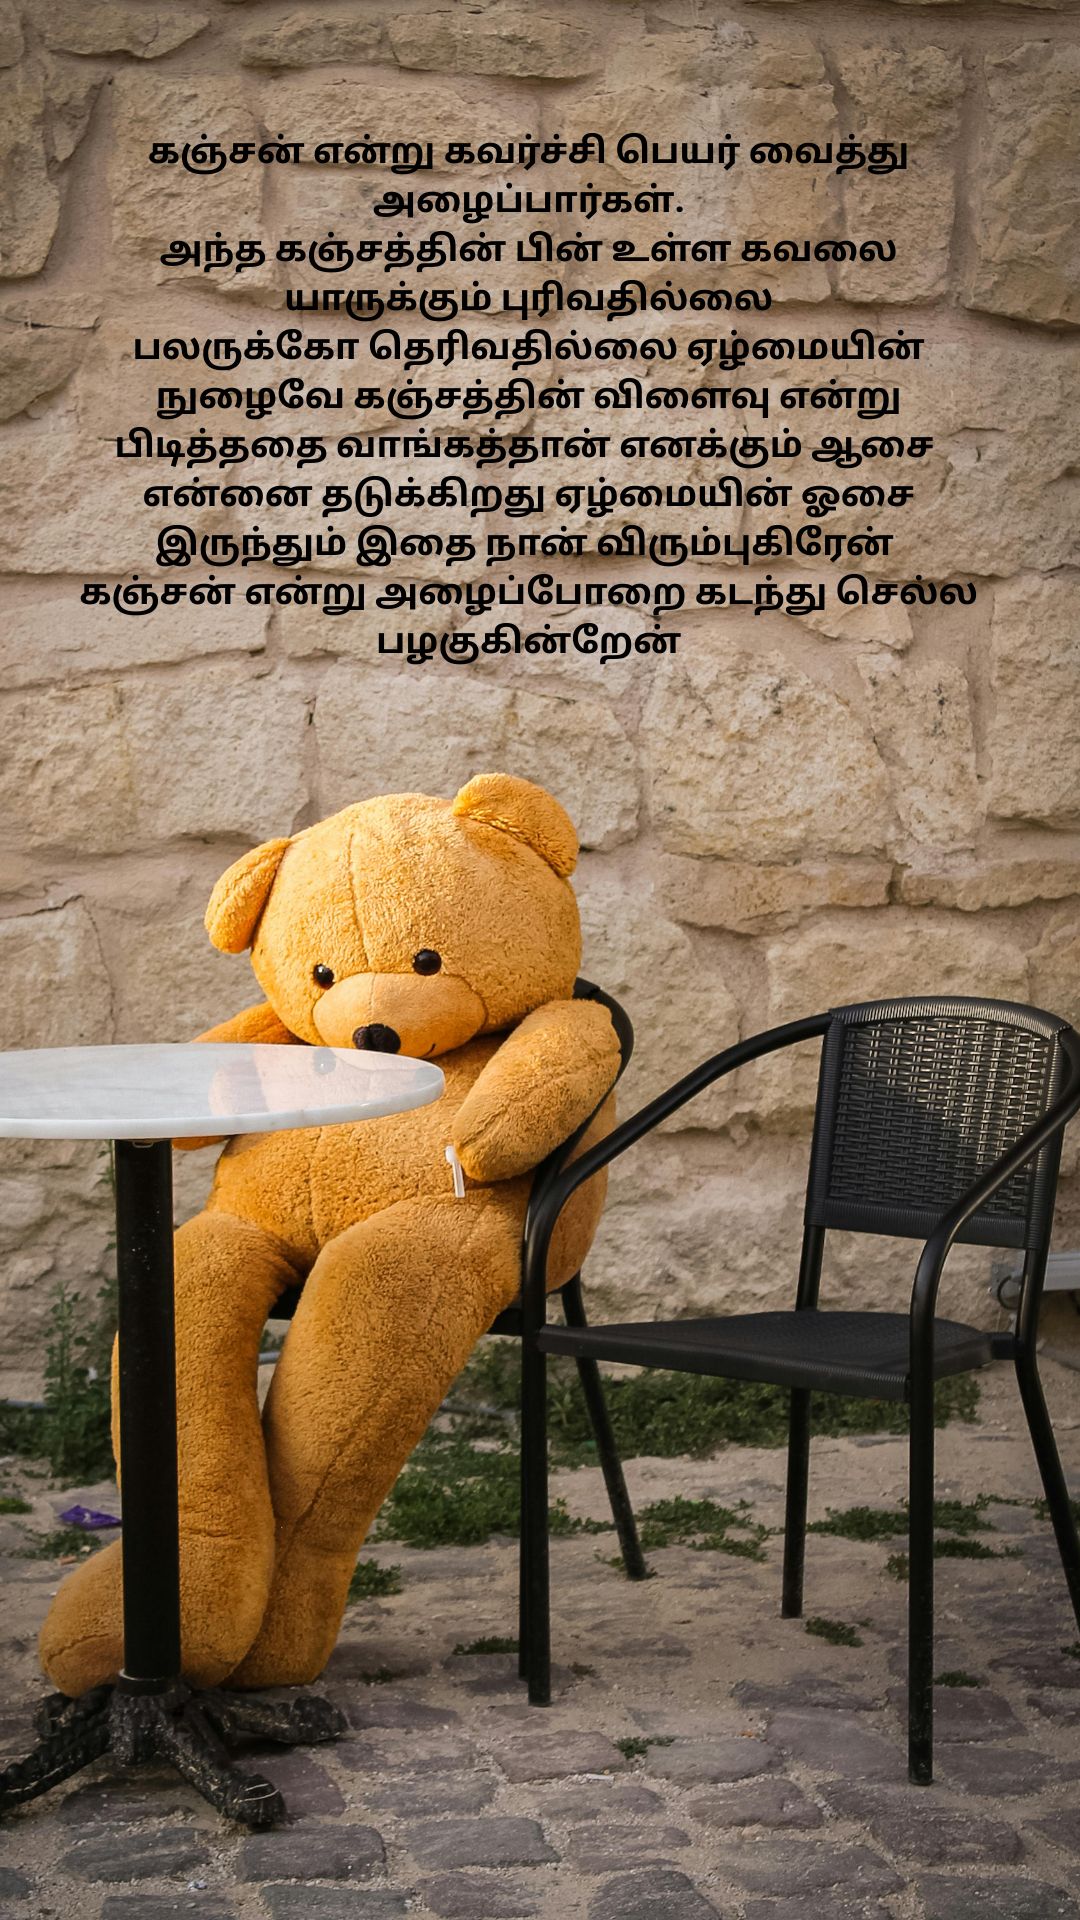 கஞ்சன் என்று கவர்ச்சி பெயர் வைத்து
அழைப்பார்கள்.
அந்த கஞ்சத்தின் பின் உள்ள கவலை
யாருக்கும் புரிவதில்லை
பலருக்கோ தெரிவதில்லை ஏழ்மையின்
நுழைவே கஞ்சத்தின் விளைவு என்று
பிடித்ததை வாங்கத்தான் எனக்கும் ஆசை
என்னை தடுக்கிறது ஏழ்மையின் ஓசை
இருந்தும் இதை நான் விரும்புகிரேன்
கஞ்சன் என்று அழைப்போறை கடந்து செல்ல
பழகுகின்றேன்